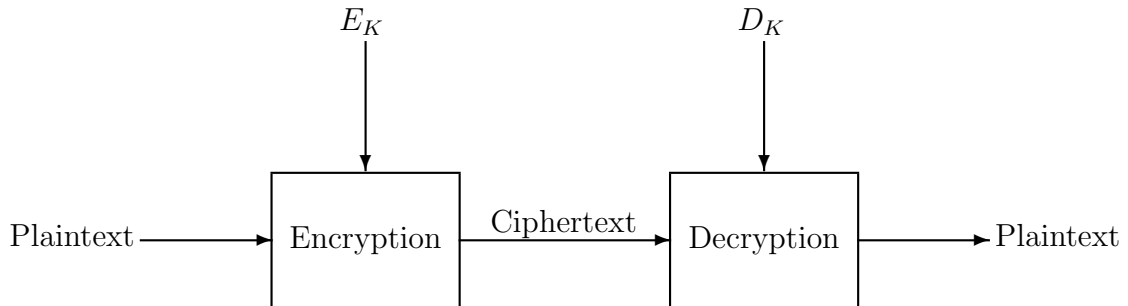 E_K
D_K
Plaintext
Encryption
Ciphertext
Decryption
Plaintext